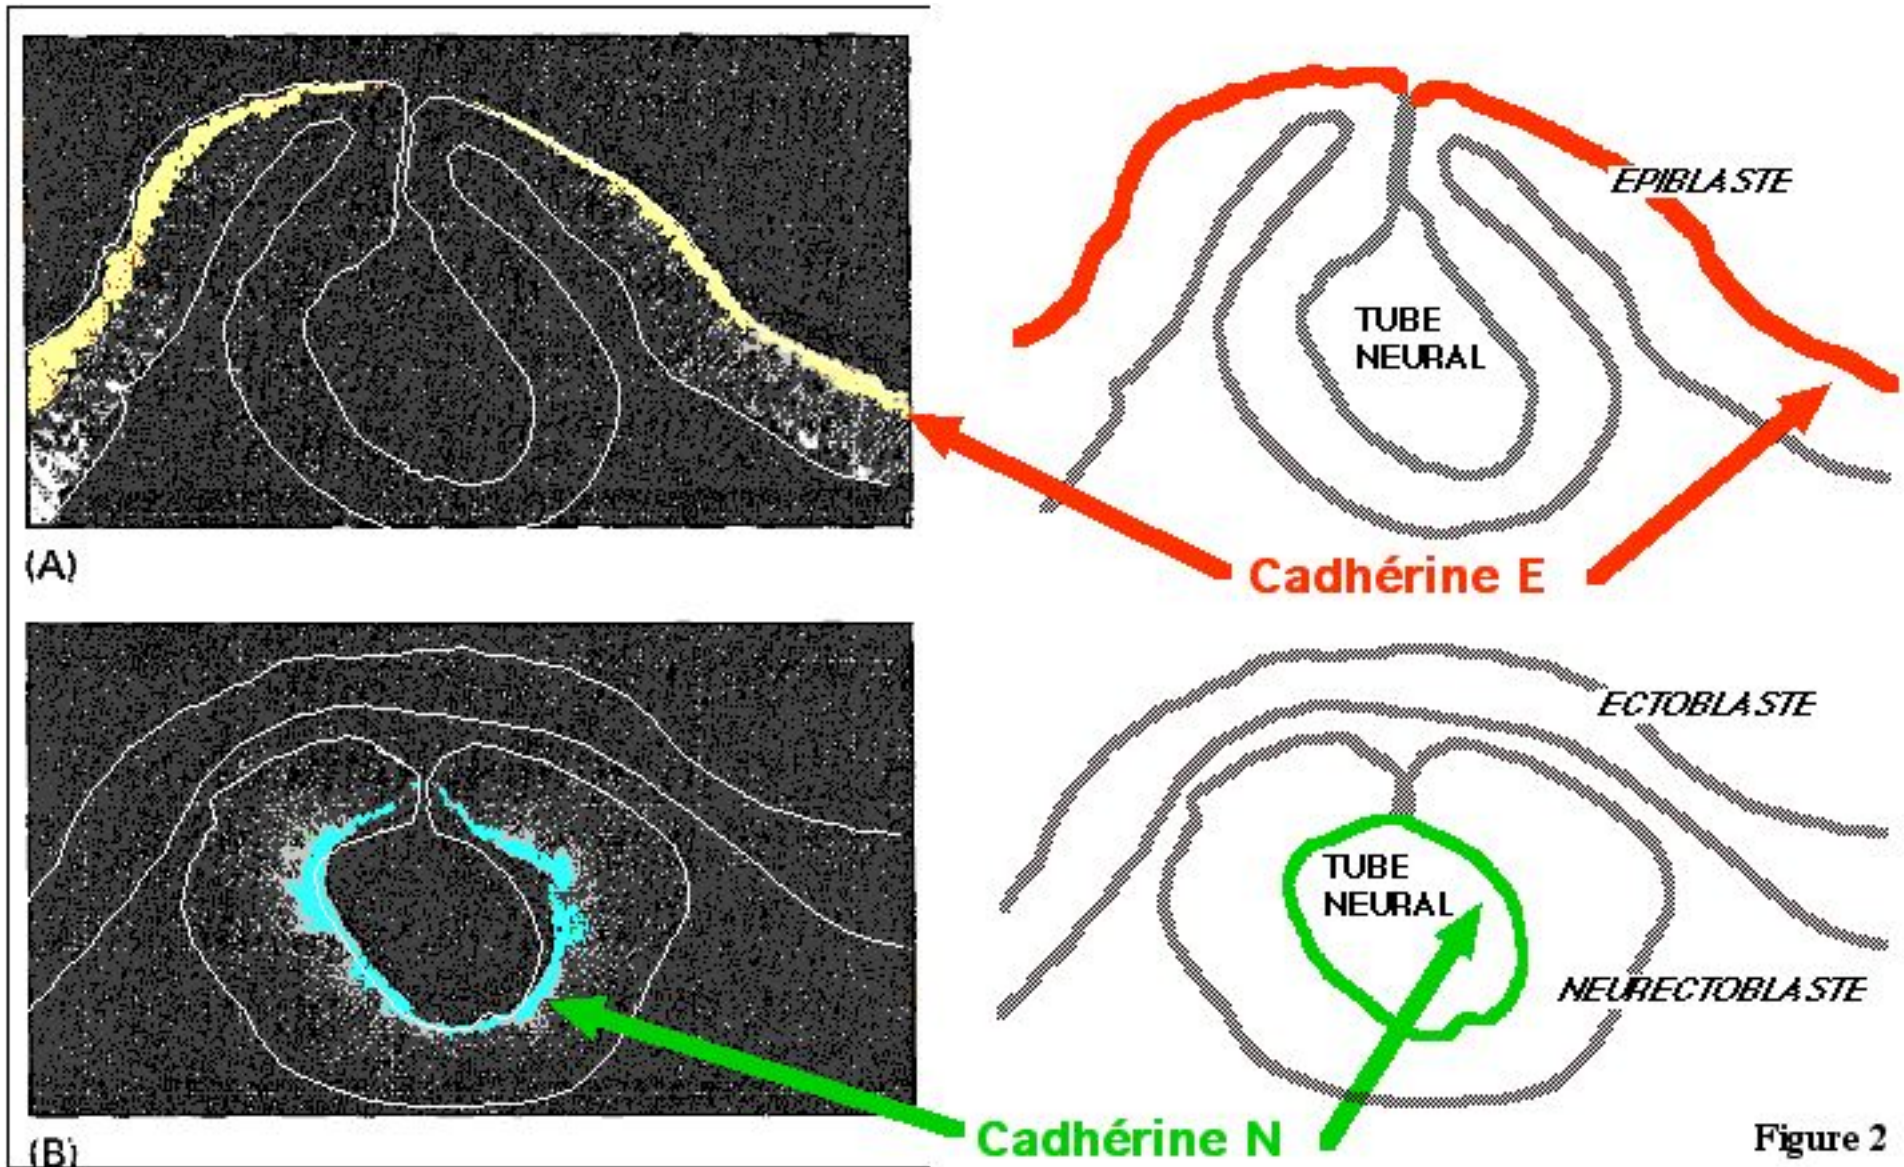 EPIBLASTE
TUBE
NEURAL
(A)
Cadhérine E
ECTOBLASTE
TUBE
NEURAL
NEURECTOBLASTE
Cadhérine N
(B)
Figure 2